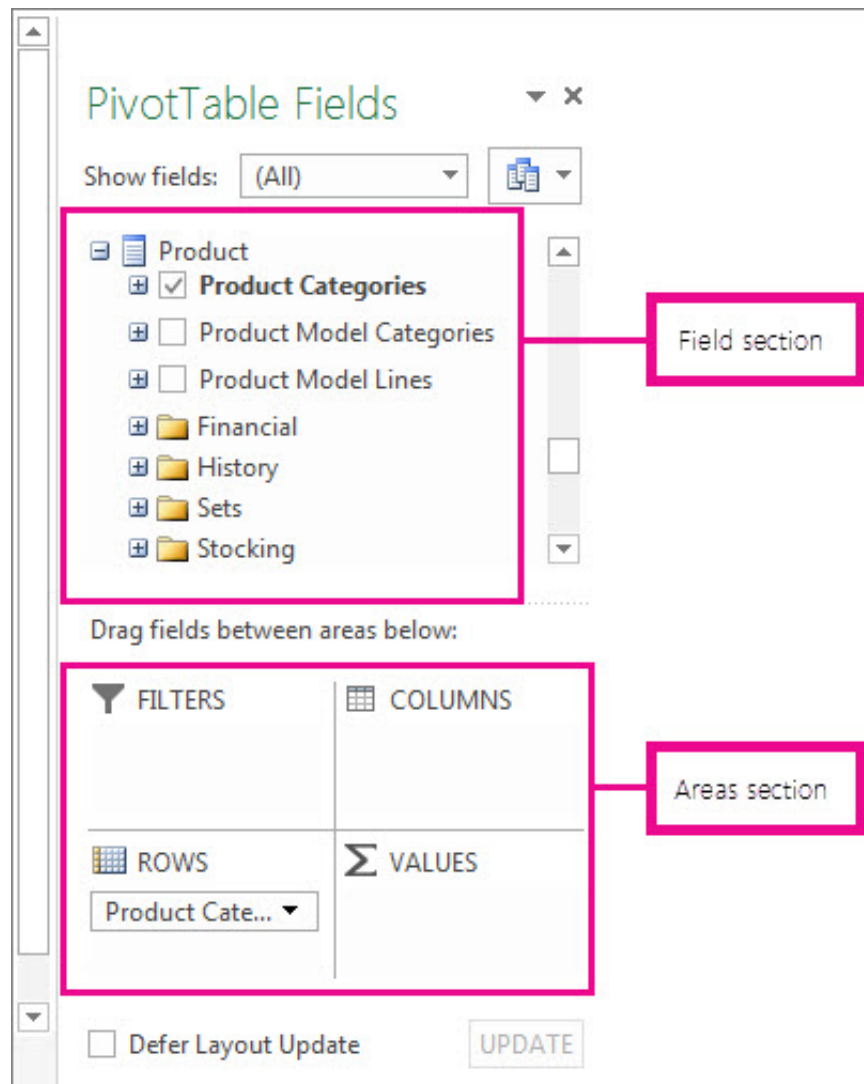 PivotTable Fields
Show fields: (All)
Product
Product Categories
Product Model Categories
Product Model Lines
Financial
History
Sets
Stocking
Field section
Drag fields between areas below:
FILTERS
COLUMNS
ROWS
VALUES
Product Cate...
Areas section
Defer Layout Update
UPDATE